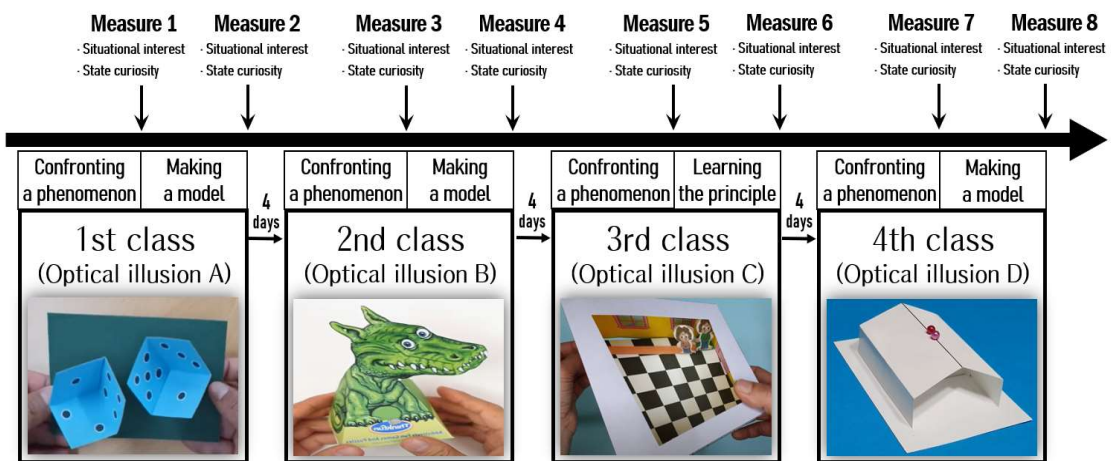 Measure 1
· Situational interest
· State curiosity
Measure 2
· Situational interest
· State curiosity
Measure 3
· Situational interest
· State curiosity
Measure 4
· Situational interest
· State curiosity
Measure 5
· Situational interest
· State curiosity
Measure 6
· Situational interest
· State curiosity
Measure 7
· Situational interest
· State curiosity
Measure 8
· Situational interest
· State curiosity
Confronting
a phenomenon
Making
a model
4
days
Confronting
a phenomenon
Making
a model
4
days
Confronting
a phenomenon
Learning
the principle
4
days
Confronting
a phenomenon
Making
a model
1st class
(Optical illusion A)
2nd class
(Optical illusion B)
3rd class
(Optical illusion C)
4th class
(Optical illusion D)